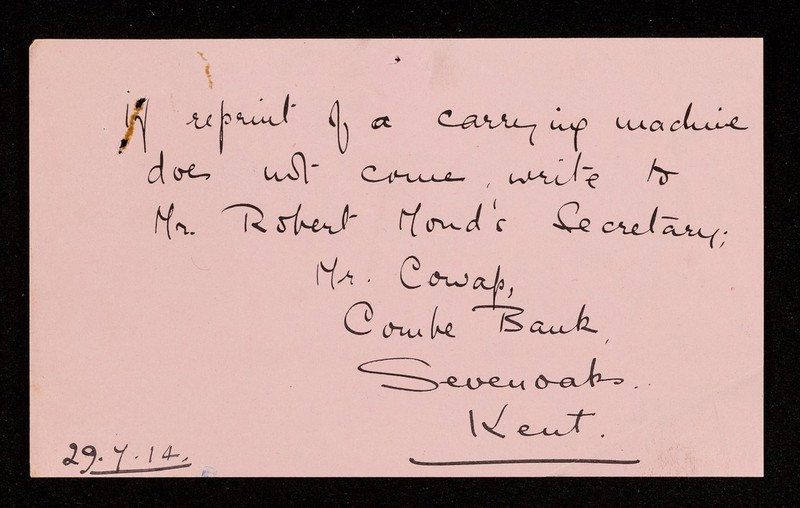 If reprint of a carrying machine
does not come, write to
Mr. Robert Mond's Secretary;
Mr. Cowap,
Combe Bank,
Sevenoaks.
Kent.
29.7.14.